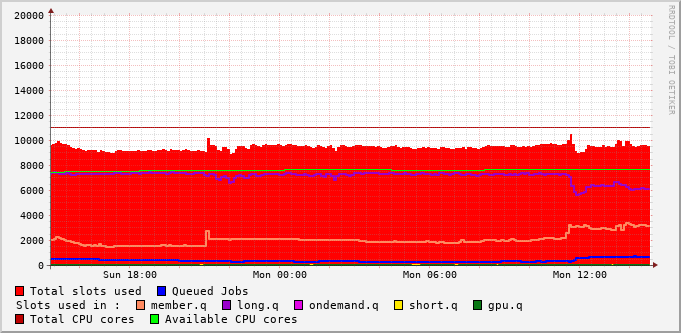 RRDTOOL / TOBI OETIKER
20000
18000
16000
14000
12000
10000
8000
6000
4000
2000
0
Sun 18:00 Mon 00:00 Mon 06:00 Mon 12:00
Total slots used Queued Jobs
Slots used in : member.q long.q ondemand.q short.q gpu.q
Total CPU cores Available CPU cores